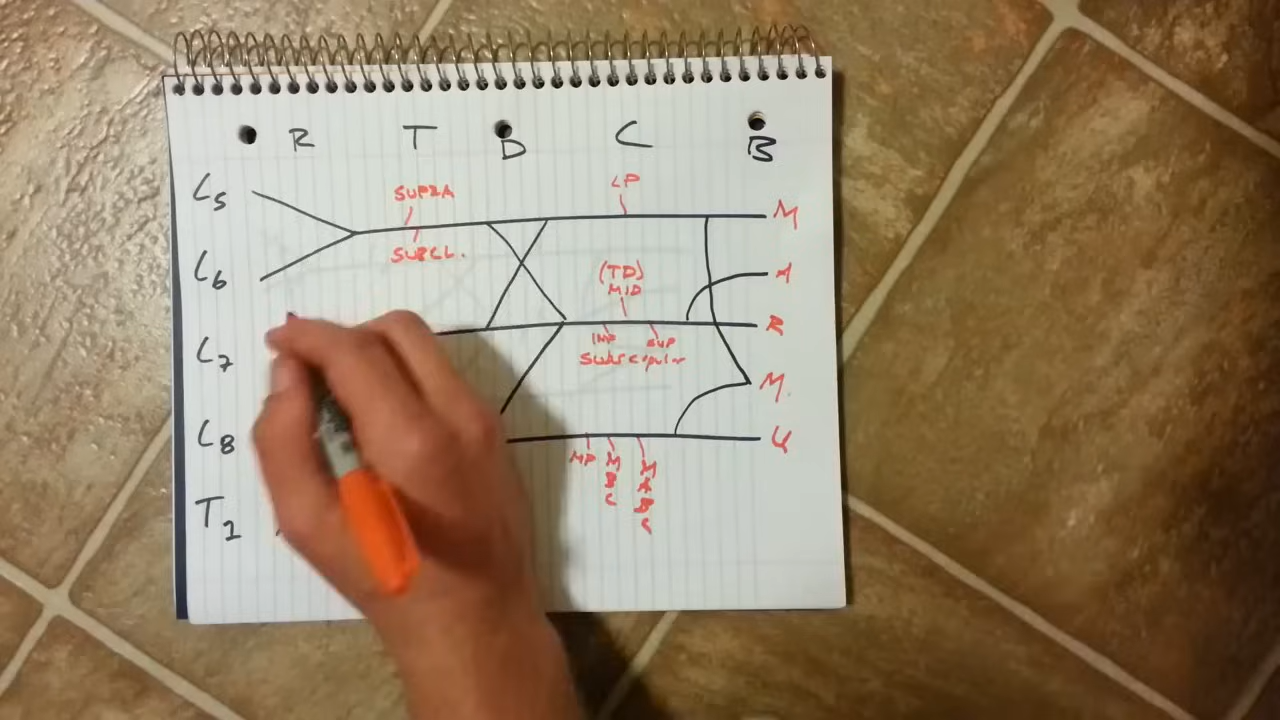 R T D C B
C5
SUPRA
LP
M
SUBCL.
C6
(TD)
MID
A
C7
INF SUP
Subscapular
R
M.
C8
MP
M
B
C
M
A
B
C
U
T1